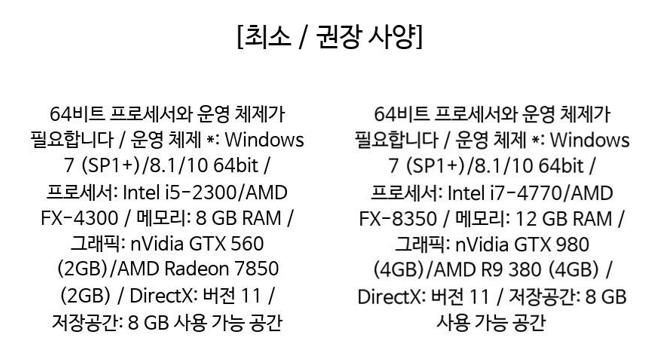 [최소 / 권장 사양]
64비트 프로세서와 운영 체제가
필요합니다 / 운영 체제 *: Windows
7 (SP1+)/8.1/10 64bit /
프로세서: Intel i5-2300/AMD
FX-4300 / 메모리: 8 GB RAM /
그래픽: nVidia GTX 560
(2GB)/AMD Radeon 7850
(2GB) / DirectX: 버전 11 /
저장공간: 8 GB 사용 가능 공간
64비트 프로세서와 운영 체제가
필요합니다 / 운영 체제 *: Windows
7 (SP1+)/8.1/10 64bit /
프로세서: Intel i7-4770/AMD
FX-8350 / 메모리: 12 GB RAM /
그래픽: nVidia GTX 980
(4GB)/AMD R9 380 (4GB) /
DirectX: 버전 11 / 저장공간: 8 GB
사용 가능 공간